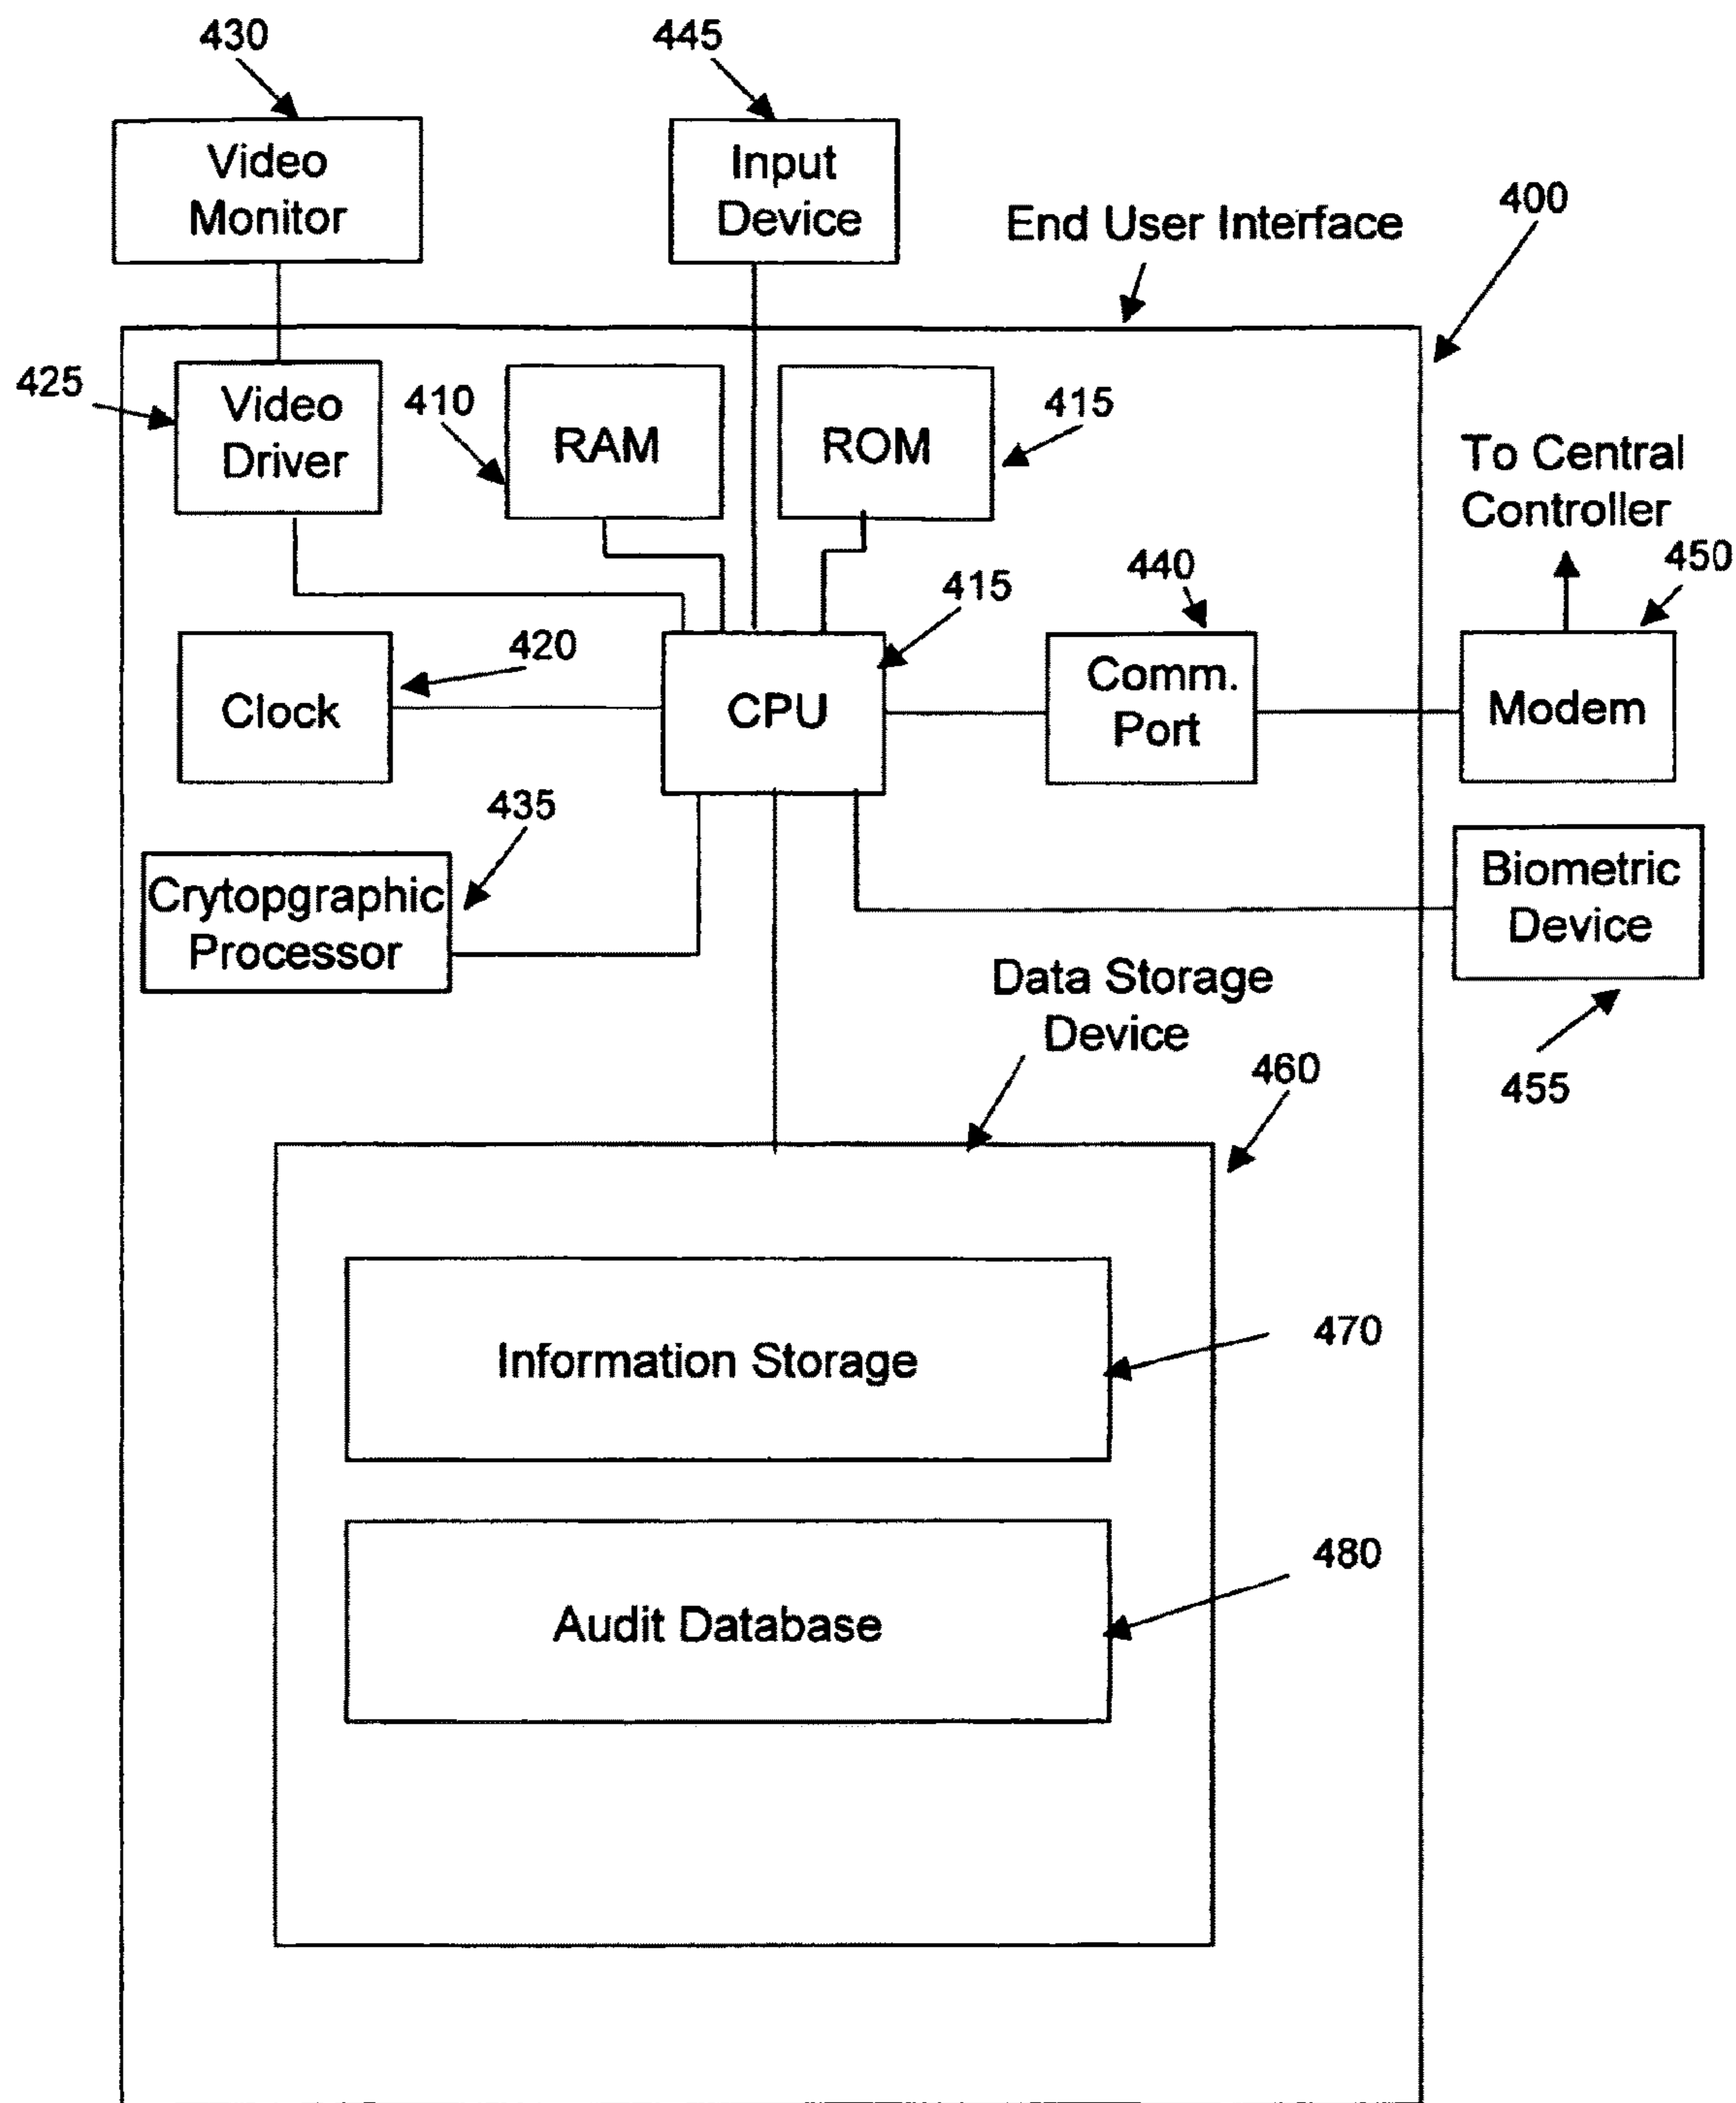 430
445
Video
Monitor
Input
Device
End User Interface
400
425
Video
Driver
410
RAM
ROM
415
To Central
Controller
450
Clock
420
CPU
415
440
Comm.
Port
Modem
435
Crytopgraphic
Processor
Biometric
Device
455
Data Storage
Device
460
Information Storage
470
Audit Database
480